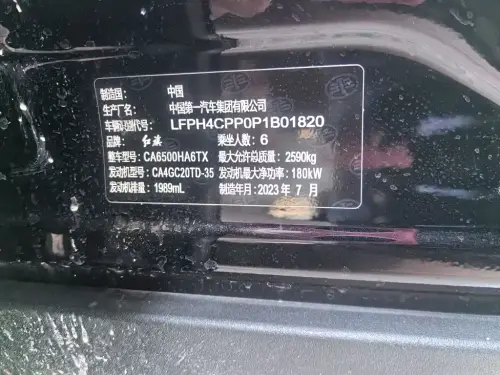 制造国： 中国
生产厂名： 中国第一汽车集团有限公司
车辆识别代号： LFPH4CPP0P1B01820
品牌： 红旗 乘坐人数：6
整车型号：CA6500HA6TX 最大允许总质量：2590kg
发动机型号：CA4GC20TD-35 发动机最大净功率：180kW
发动机排量：1989mL 制造年月：2023 年 7 月